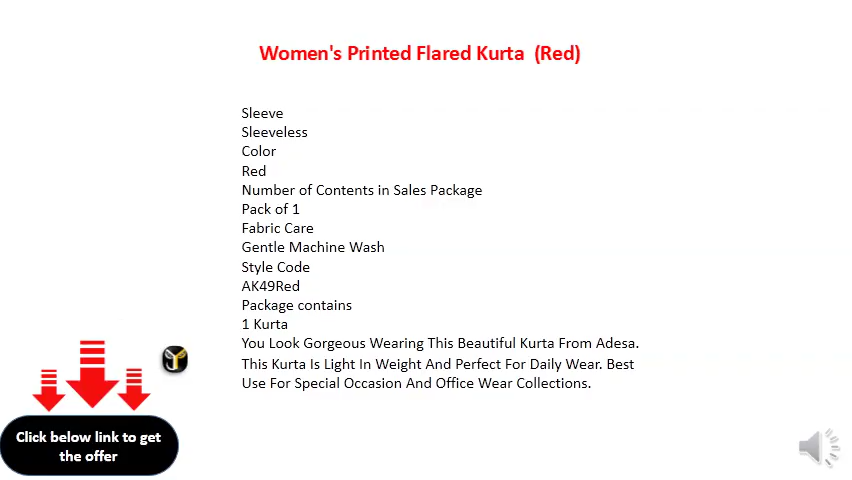 Women's Printed Flared Kurta (Red)
Sleeve
Sleeveless
Color
Red
Number of Contents in Sales Package
Pack of 1
Fabric Care
Gentle Machine Wash
Style Code
AK49Red
Package contains
1 Kurta
You Look Gorgeous Wearing This Beautiful Kurta From Adesa.
This Kurta Is Light In Weight And Perfect For Daily Wear. Best
Use For Special Occasion And Office Wear Collections.
Click below link to get
the offer